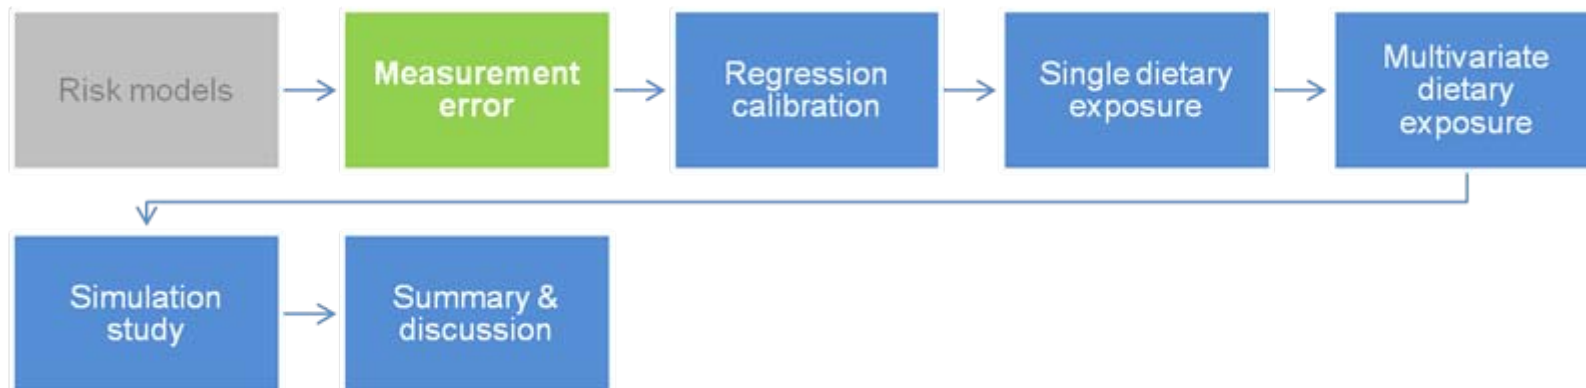 Risk models
Measurement
error
Regression
calibration
Single dietary
exposure
Multivariate
dietary
exposure
Simulation
study
Summary &
discussion